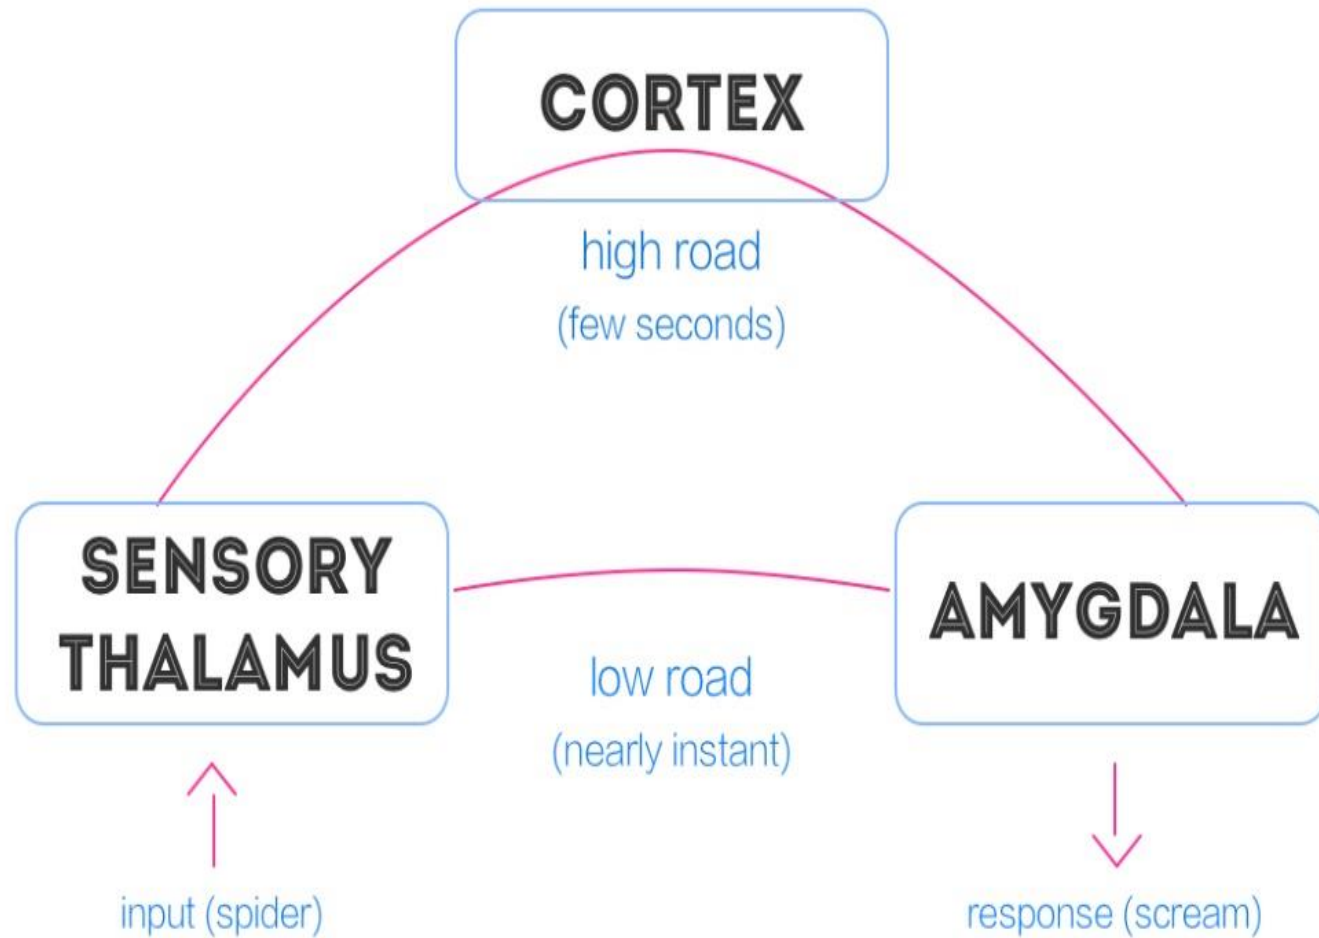 CORTEX
high road
(few seconds)
SENSORY
THALAMUS
AMYGDALA
low road
(nearly instant)
input (spider)
response (scream)